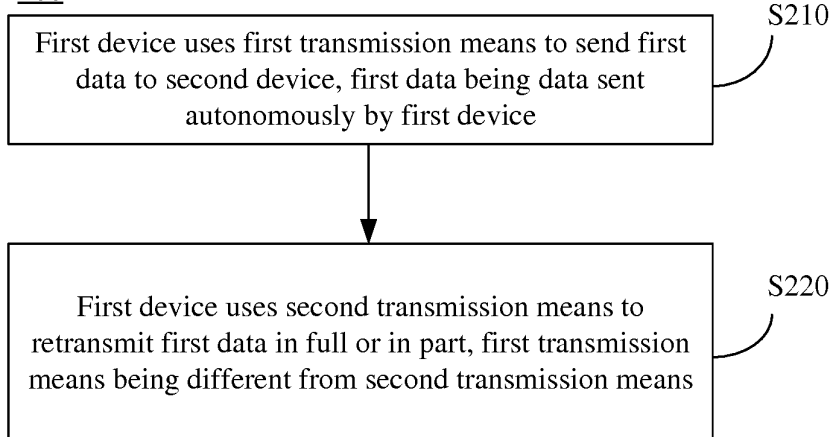 S210
First device uses first transmission means to send first
data to second device, first data being data sent
autonomously by first device
S220
First device uses second transmission means to
retransmit first data in full or in part, first transmission
means being different from second transmission means